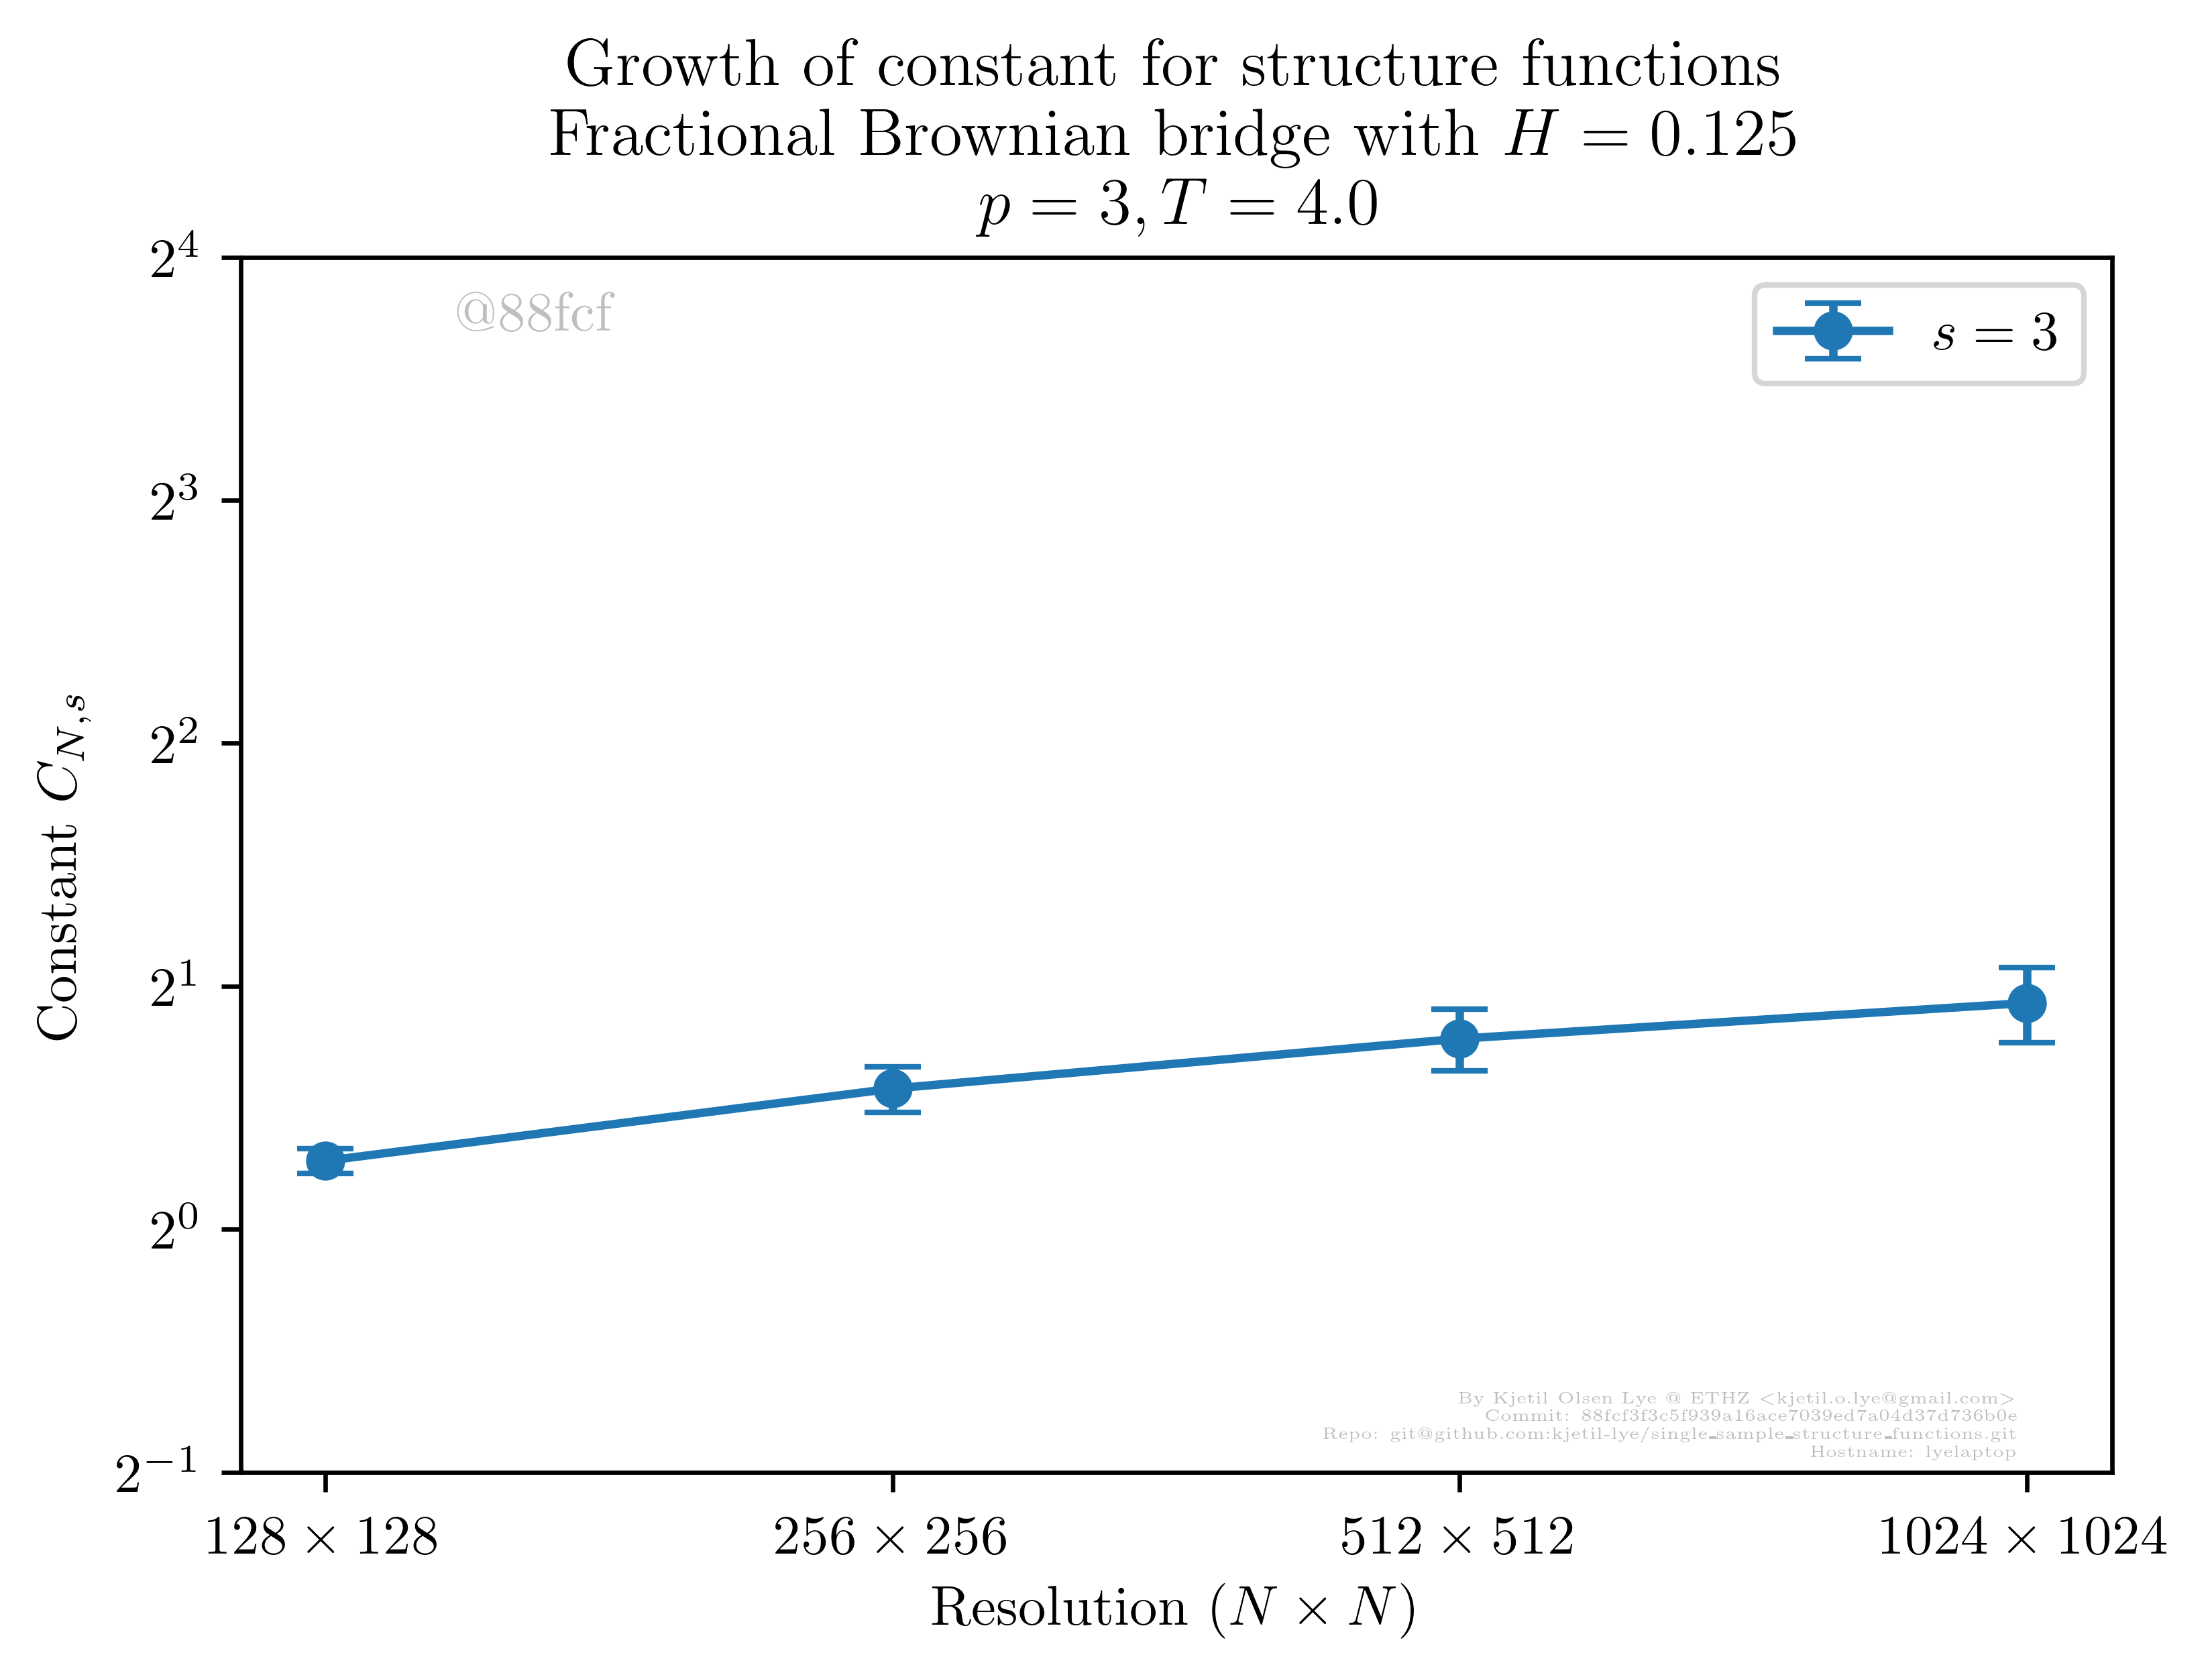 Growth of constant for structure functions
Fractional Brownian bridge with H = 0.125
p = 3, T = 4.0
2^4
@88fcf
s = 3
2^3
2^2
Constant C_{N,s}
2^1
2^0
By Kjetil Olsen Lye @ ETHZ <kjetil.o.lye@gmail.com>
Commit: 88fcf3f3c5f939a16ace7039ed7a04d37d736b0e
Repo: git@github.com:kjetil-lye/single_sample_structure_functions.git
Hostname: lyelaptop
2^{-1}
128 × 128
256 × 256
512 × 512
1024 × 1024
Resolution (N × N)